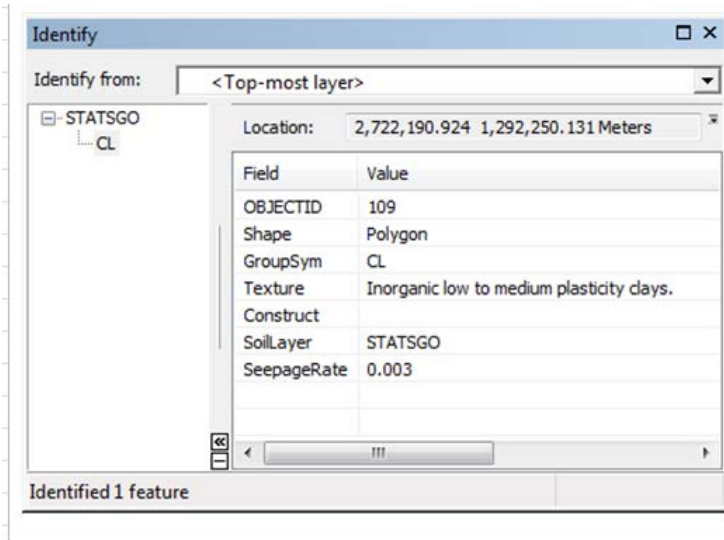 Identify
Identify from: <Top-most layer>
STATSGO
CL
Location: 2,722,190.924 1,292,250.131 Meters
Field Value
OBJECTID 109
Shape Polygon
GroupSym CL
Texture Inorganic low to medium plasticity clays.
Construct
SoilLayer STATSGO
SeepageRate 0.003
Identified 1 feature